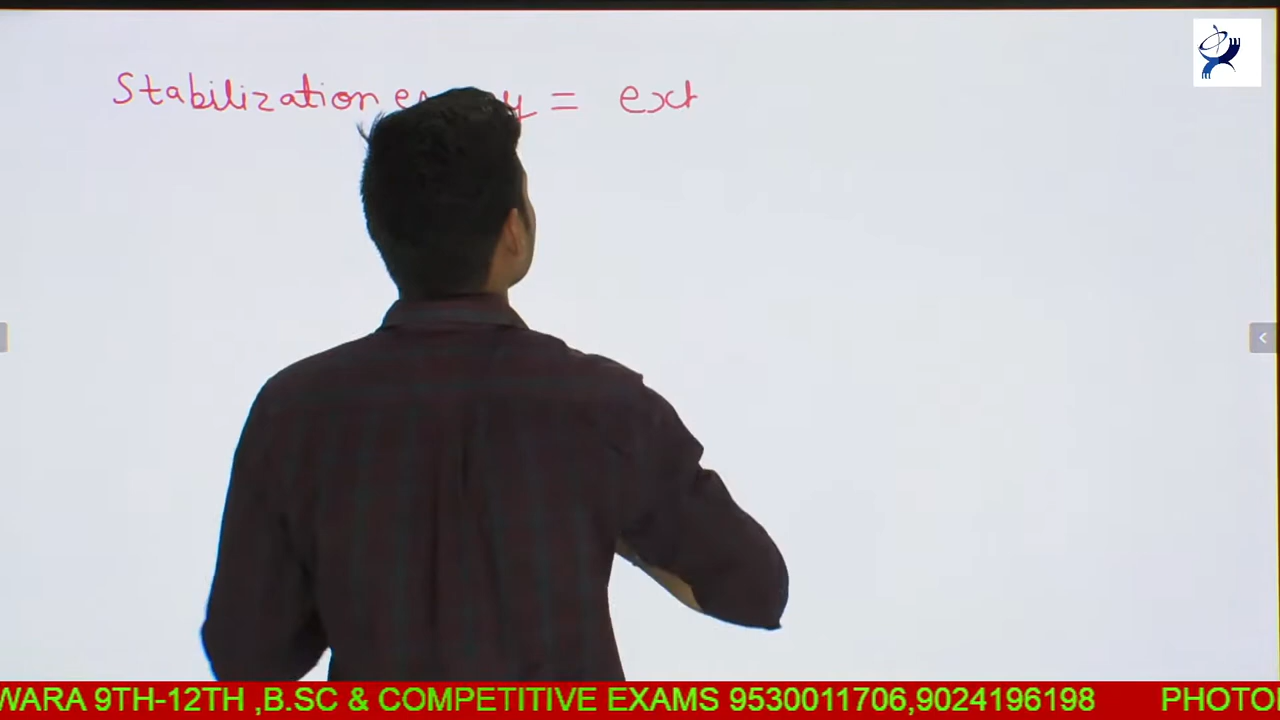 Stabilization = ext
WARA 9TH-12TH ,B.SC & COMPETITIVE EXAMS 9530011706,9024196198 PHOTO